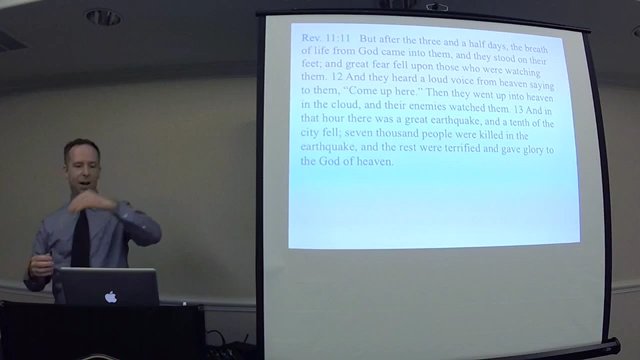 Rev. 11:11 But after the three and a half days, the breath
of life from God came into them, and they stood on their
feet; and great fear fell upon those who were watching
them. 12 And they heard a loud voice from heaven saying
to them, “Come up here.” Then they went up into heaven
in the cloud, and their enemies watched them. 13 And in
that hour there was a great earthquake, and a tenth of the
city fell; seven thousand people were killed in the
earthquake, and the rest were terrified and gave glory to
the God of heaven.